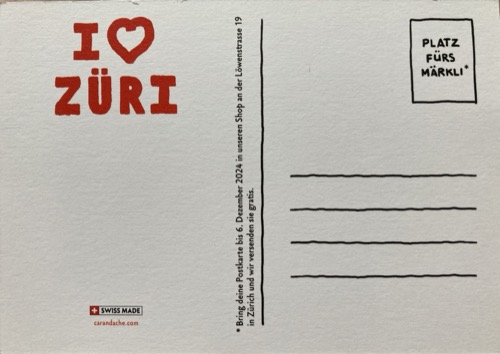 I ♥
ZÜRI
SWISS MADE
carandache.com
* Bring deine Postkarte bis 6. Dezember 2024 in unseren Shop an der Löwenstrasse 19
in Zürich und wir versenden sie gratis.
PLATZ
FÜRS
MÄRKLI*